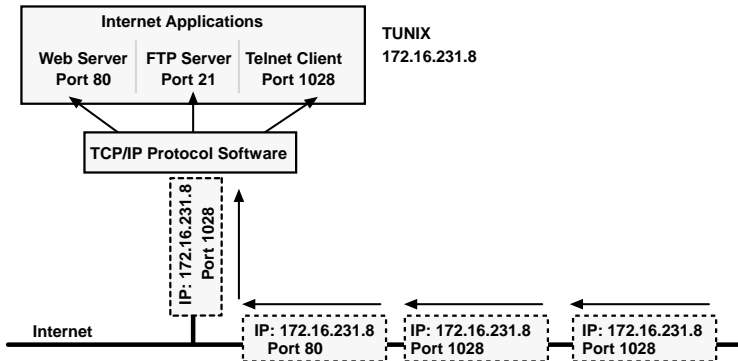 Internet Applications
Web Server
Port 80
FTP Server
Port 21
Telnet Client
Port 1028
TUNIX
172.16.231.8
TCP/IP Protocol Software
IP: 172.16.231.8
Port 1028
Internet
IP: 172.16.231.8
Port 80
IP: 172.16.231.8
Port 1028
IP: 172.16.231.8
Port 1028